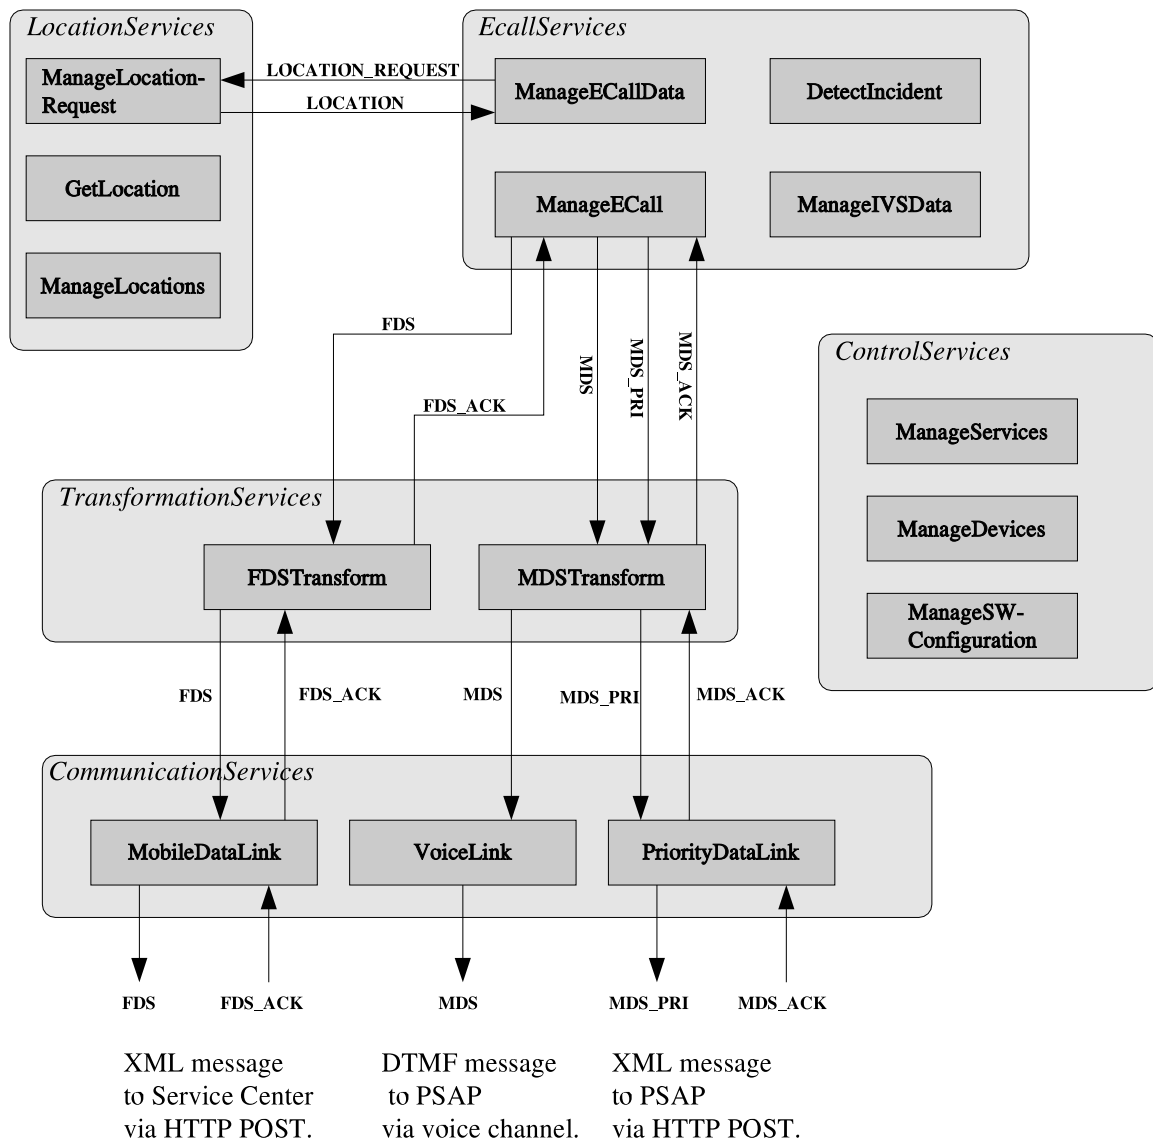 LocationServices
ManageLocation-
Request
GetLocation
ManageLocations
LOCATION_REQUEST
LOCATION
EcallServices
ManageECallData
DetectIncident
ManageECall
ManageIVSData
FDS
FDS_ACK
MDS
MDS_PRI
MDS_ACK
ControlServices
ManageServices
ManageDevices
ManageSW-
Configuration
TransformationServices
FDSTransform
MDSTransform
FDS
FDS_ACK
MDS
MDS_PRI
MDS_ACK
CommunicationServices
MobileDataLink
VoiceLink
PriorityDataLink
FDS
FDS_ACK
MDS
MDS_PRI
MDS_ACK
XML message
to Service Center
via HTTP POST.
DTMF message
to PSAP
via voice channel.
XML message
to PSAP
via HTTP POST.